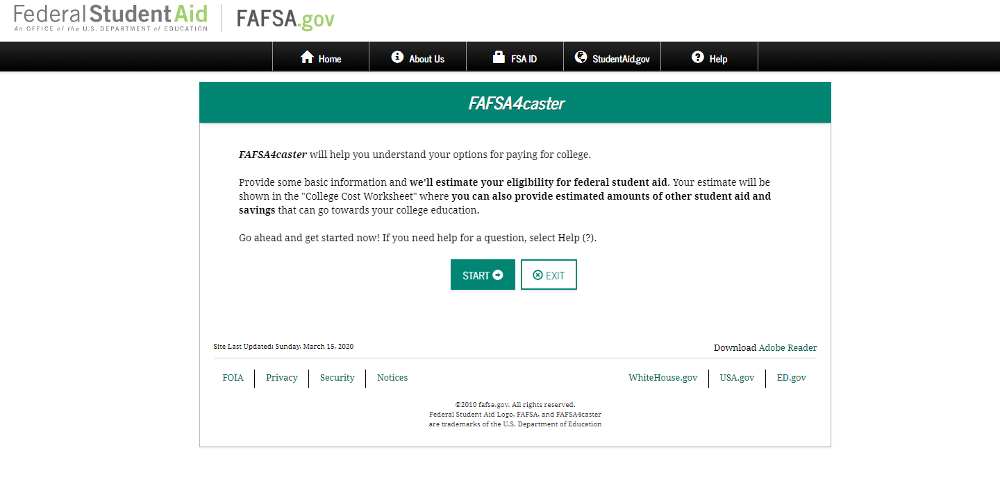 Federal Student Aid
An OFFICE of the U.S. DEPARTMENT of EDUCATION
FAFSA.gov
Home
About Us
FSA ID
StudentAid.gov
Help
FAFSA4caster
FAFSA4caster will help you understand your options for paying for college.
Provide some basic information and we'll estimate your eligibility for federal student aid. Your estimate will be
shown in the "College Cost Worksheet" where you can also provide estimated amounts of other student aid and
savings that can go towards your college education.
Go ahead and get started now! If you need help for a question, select Help (?).
START
EXIT
Site Last Updated: Sunday, March 15, 2020
Download Adobe Reader
FOIA
Privacy
Security
Notices
WhiteHouse.gov
USA.gov
ED.gov
©2010 fafsa.gov. All rights reserved.
Federal Student Aid Logo, FAFSA, and FAFSA4caster
are trademarks of the U.S. Department of Education